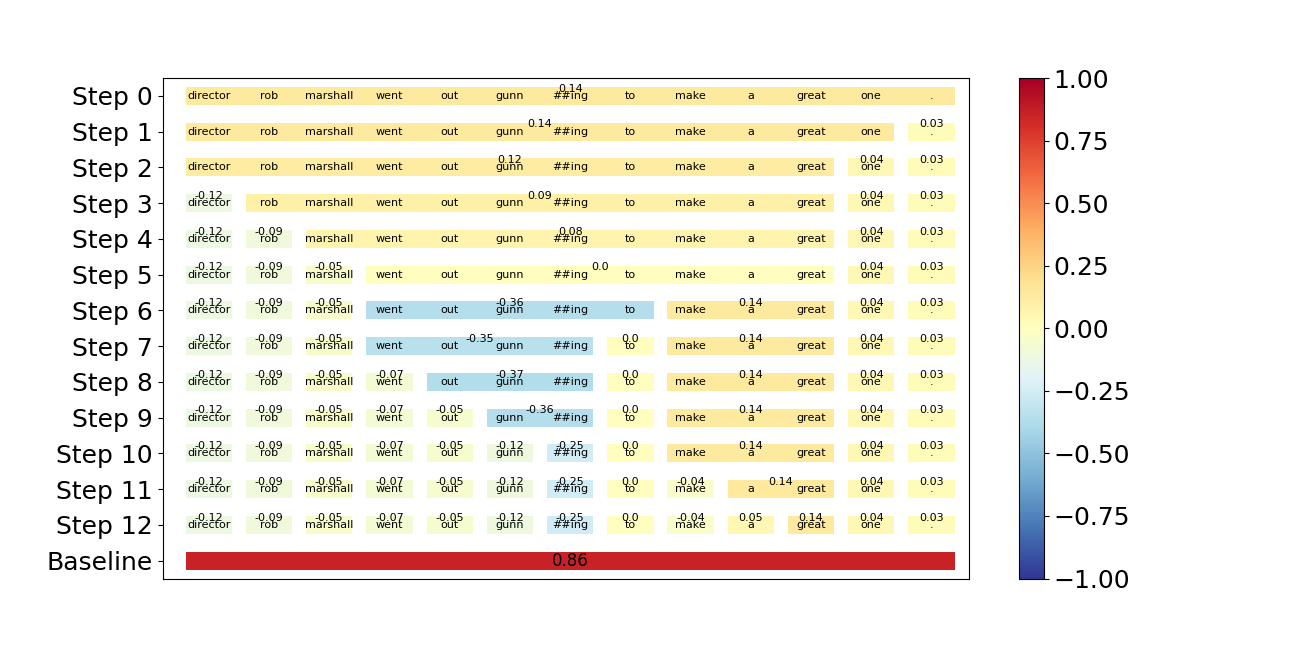 0.14
Step 0 director rob marshall went out gunn ##ing to make a great one .
0.14 0.03
Step 1 director rob marshall went out gunn ##ing to make a great one .
0.12 0.04 0.03
Step 2 director rob marshall went out gunn ##ing to make a great one .
-0.12 0.09 0.04 0.03
Step 3 director rob marshall went out gunn ##ing to make a great one .
-0.12 -0.09 0.08 0.04 0.03
Step 4 director rob marshall went out gunn ##ing to make a great one .
-0.12 -0.09 -0.05 0.0 0.04 0.03
Step 5 director rob marshall went out gunn ##ing to make a great one .
-0.12 -0.09 -0.05 -0.36 0.14 0.04 0.03
Step 6 director rob marshall went out gunn ##ing to make a great one .
-0.12 -0.09 -0.05 -0.35 0.0 0.14 0.04 0.03
Step 7 director rob marshall went out gunn ##ing to make a great one .
-0.12 -0.09 -0.05 -0.07 -0.37 0.0 0.14 0.04 0.03
Step 8 director rob marshall went out gunn ##ing to make a great one .
-0.12 -0.09 -0.05 -0.07 -0.05 -0.36 0.0 0.14 0.04 0.03
Step 9 director rob marshall went out gunn ##ing to make a great one .
-0.12 -0.09 -0.05 -0.07 -0.05 -0.12 -0.25 0.0 0.14 0.04 0.03
Step 10 director rob marshall went out gunn ##ing to make a great one .
-0.12 -0.09 -0.05 -0.07 -0.05 -0.12 -0.25 0.0 -0.04 0.14 0.04 0.03
Step 11 director rob marshall went out gunn ##ing to make a great one .
-0.12 -0.09 -0.05 -0.07 -0.05 -0.12 -0.25 0.0 -0.04 0.05 0.14 0.04 0.03
Step 12 director rob marshall went out gunn ##ing to make a great one .
Baseline 0.86
1.00
0.75
0.50
0.25
0.00
−0.25
−0.50
−0.75
−1.00